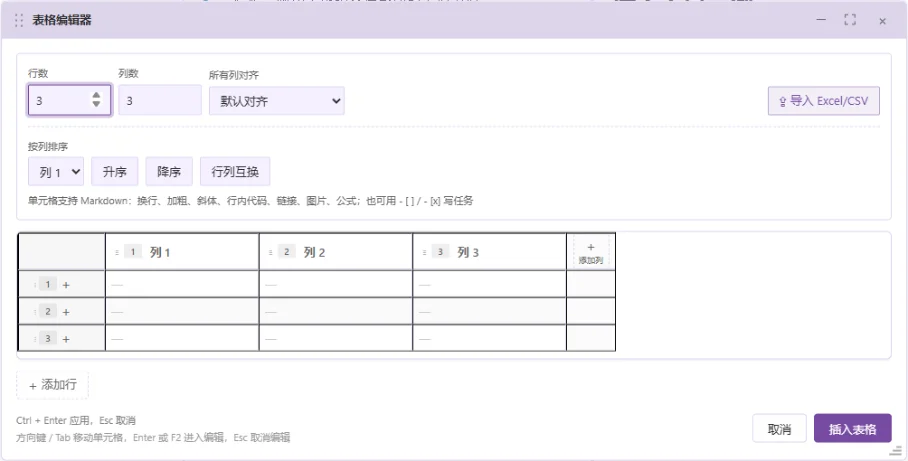 表格编辑器
行数 列数 所有列对齐
3 3 默认对齐 导入 Excel/CSV
按列排序
列 1 升序 降序 行列互换
单元格支持 Markdown：换行、加粗、斜体、行内代码、链接、图片、公式；也可用 - [ ] / - [x] 写任务
1 列 1 2 列 2 3 列 3 +
添加列
1 + — — —
2 + — — —
3 + — — —
+ 添加行
Ctrl + Enter 应用，Esc 取消
方向键 / Tab 移动单元格，Enter 或 F2 进入编辑，Esc 取消编辑
取消 插入表格